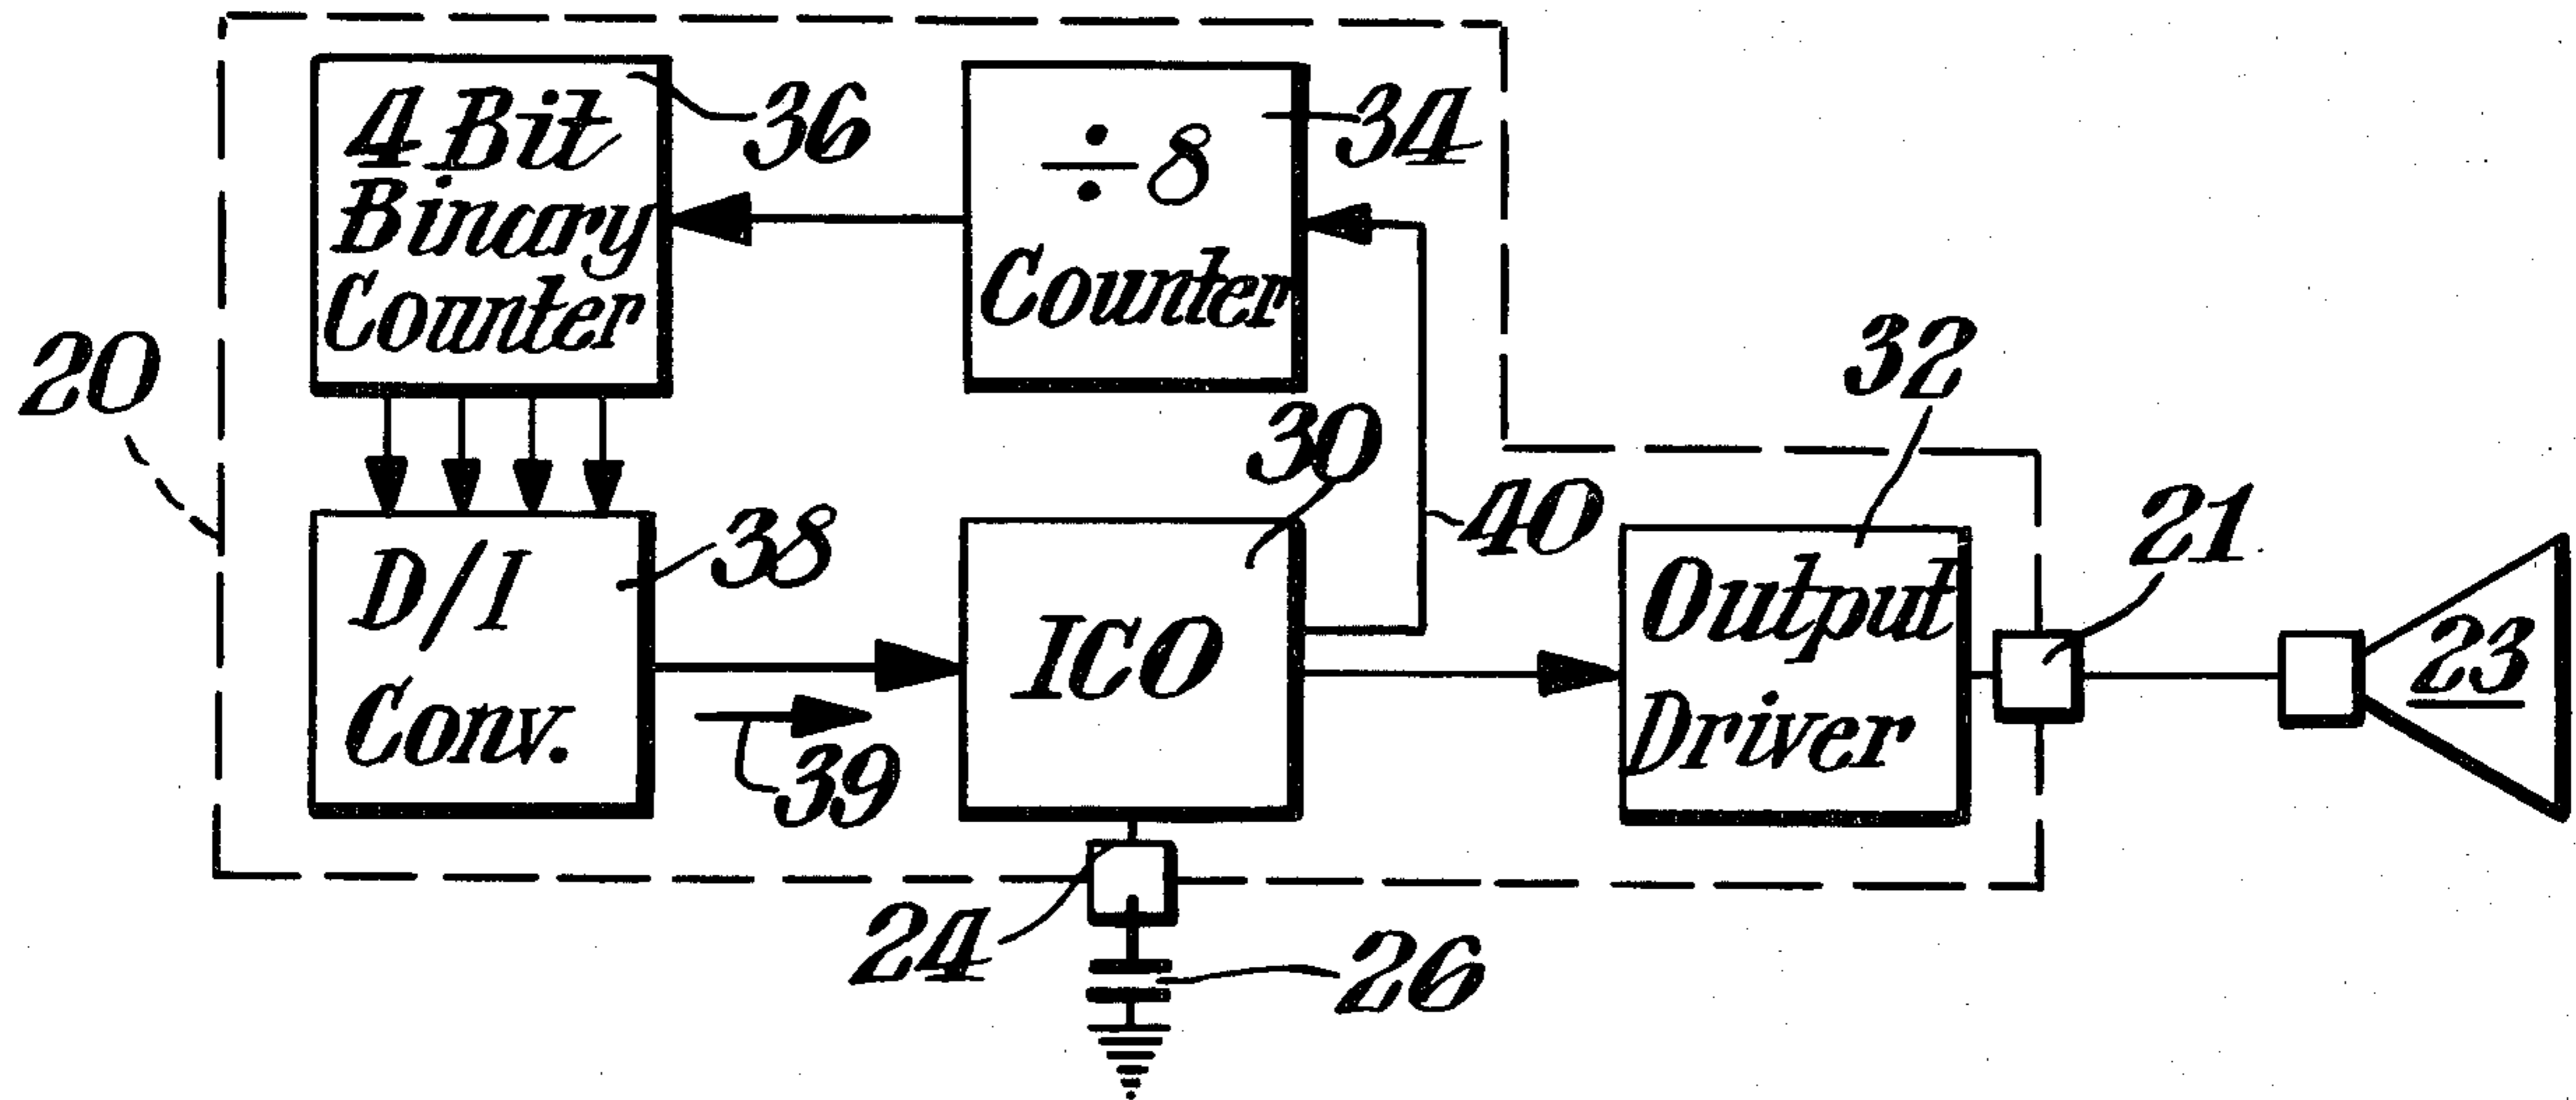 4 Bit
Binary
Counter
36
÷8
Counter
34
20
32
30
40
21
D/I
Conv.
38
ICO
Output
Driver
23
39
24
26